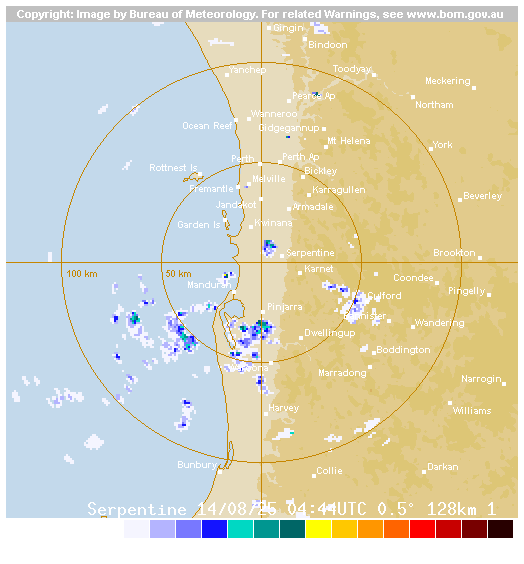 Copyright: Image by Bureau of Meteorology. For related Warnings, see www.bom.gov.au
Gingin
Bindoon
Yanchep
Toodyay
Meckering
Pearce Ap
Northam
Wanneroo
Ocean Reef
Gidgegannup
Mt Helena
York
Perth
Perth Ap
Rottnest Is
Bickley
Melville
Fremantle
Karragullen
Beverley
Jandakot
Armadale
Garden Is
Kwinana
Serpentine
Brookton
100 km
50 km
Karnet
Coondee
Mandurah
Pingelly
Pinjarra
Wandering
Dwellingup
Boddington
Marradong
Narrogin
Harvey
Williams
Bunbury
Collie
Darkan
Serpentine 14/08/25 04:44UTC 0.5° 128km 1